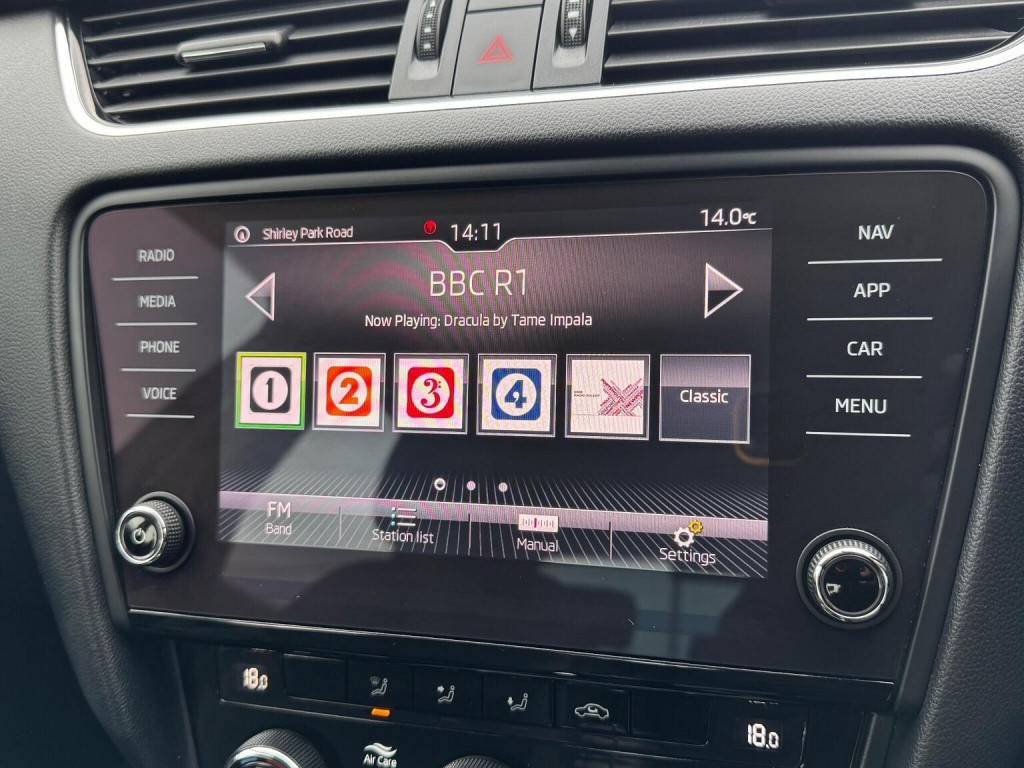 Shirley Park Road
14:11
14.0°C
RADIO
MEDIA
PHONE
VOICE
BBC R1
Now Playing: Dracula by Tame Impala
1
2
3
4
Classic
FM
Band
Station list
Manual
Settings
NAV
APP
CAR
MENU
18.0
18.0
Air Care